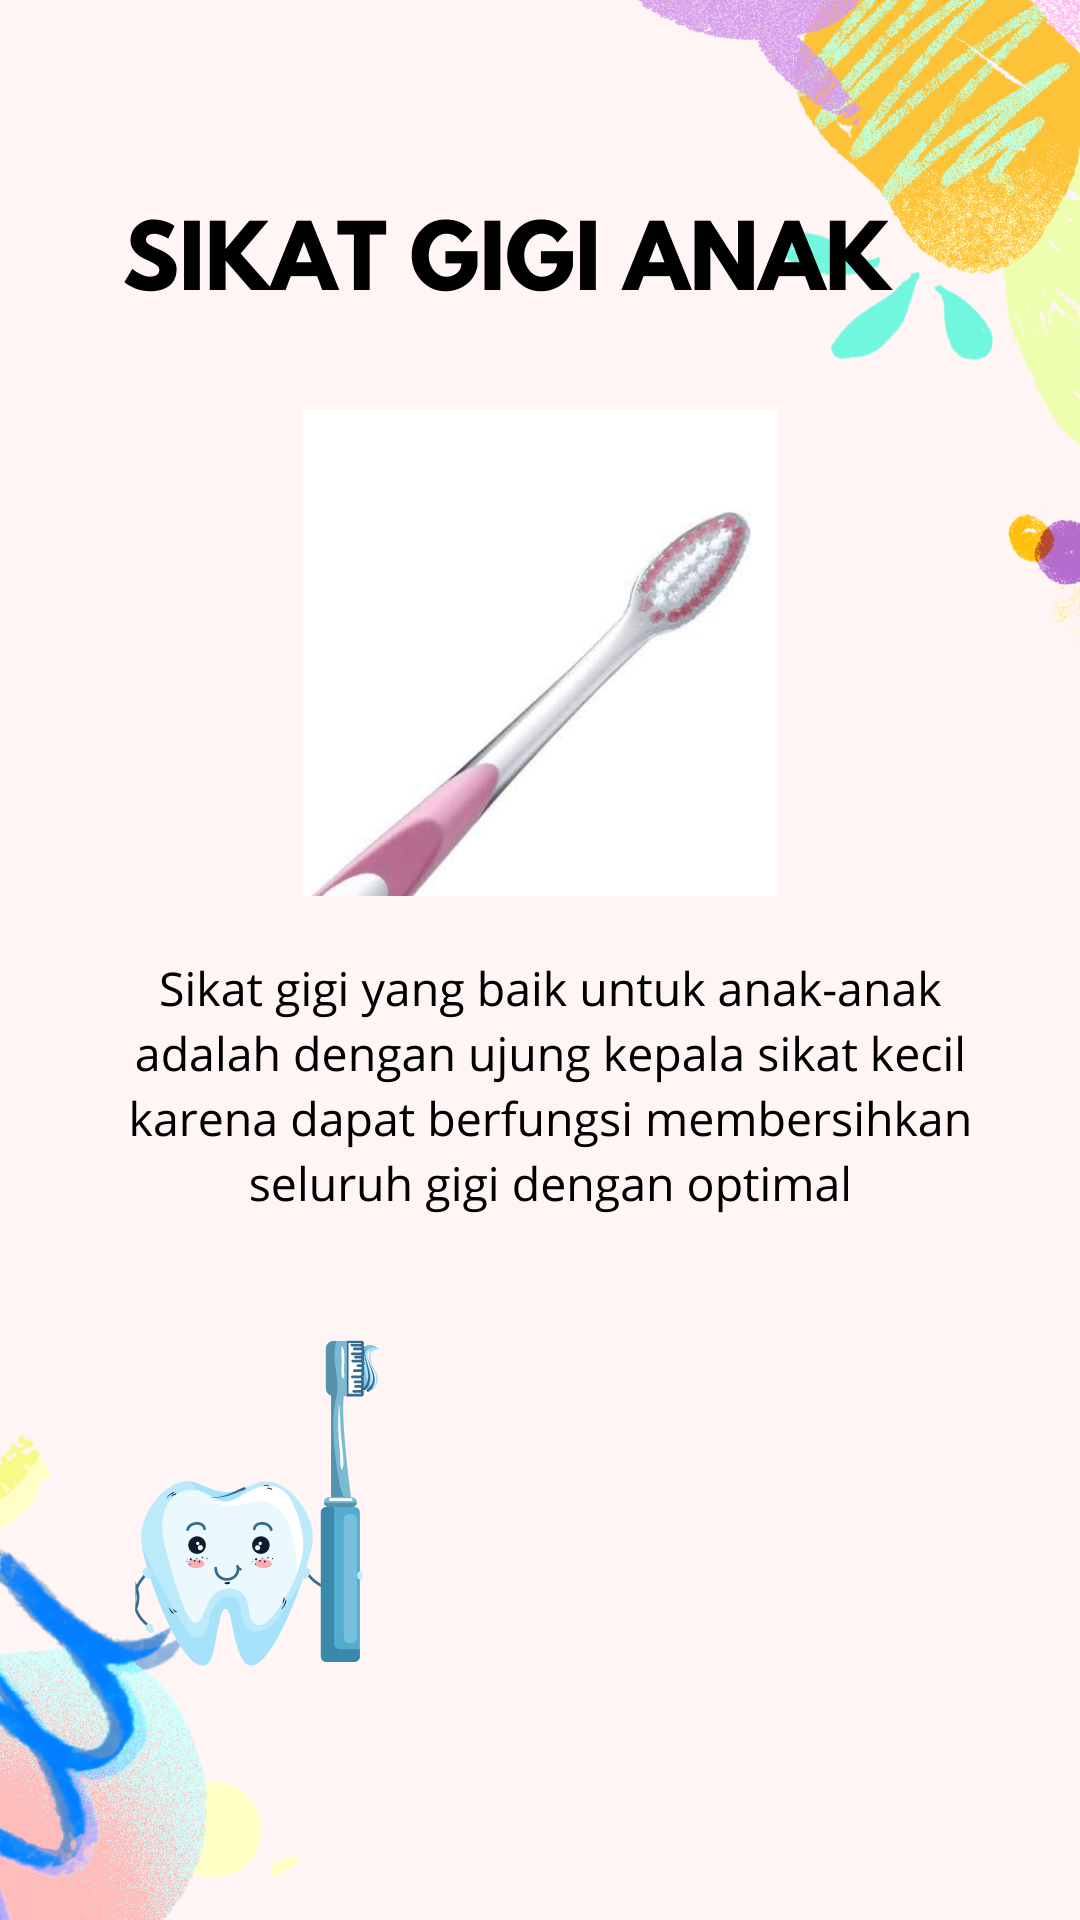 SIKAT GIGI ANAK
Sikat gigi yang baik untuk anak-anak
adalah dengan ujung kepala sikat kecil
karena dapat berfungsi membersihkan
seluruh gigi dengan optimal